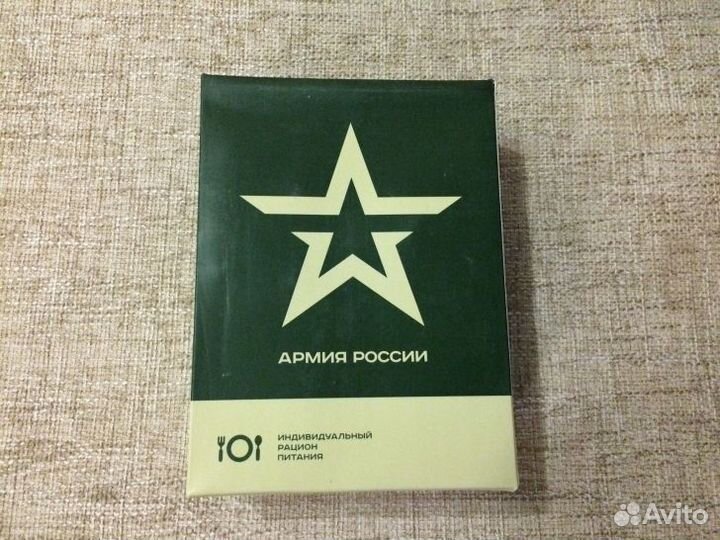 АРМИЯ РОССИИ
ИНДИВИДУАЛЬНЫЙ
РАЦИОН
ПИТАНИЯ
Avito